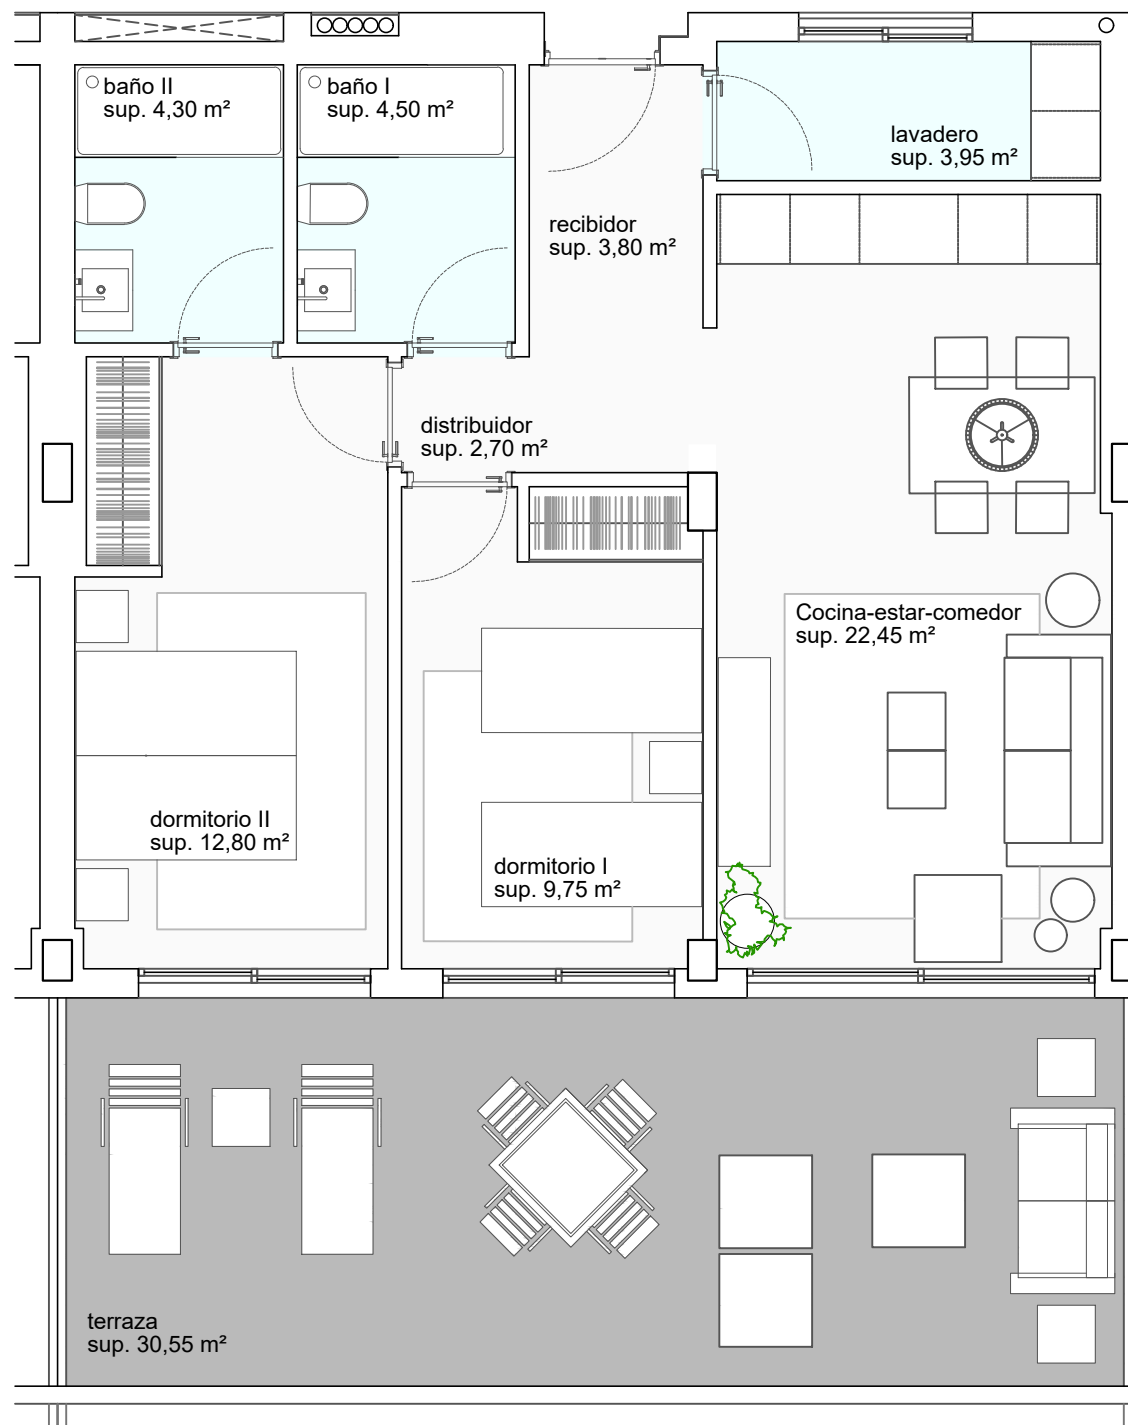 baño II
sup. 4,30 m²
baño I
sup. 4,50 m²
lavadero
sup. 3,95 m²
recibidor
sup. 3,80 m²
distribuidor
sup. 2,70 m²
Cocina-estar-comedor
sup. 22,45 m²
dormitorio II
sup. 12,80 m²
dormitorio I
sup. 9,75 m²
terraza
sup. 30,55 m²